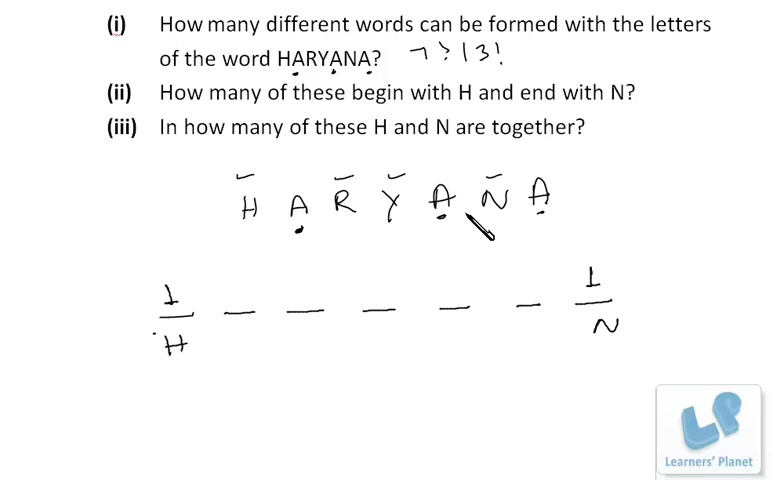 (i) How many different words can be formed with the letters
of the word HARYANA? 7!/3!
(ii) How many of these begin with H and end with N?
(iii) In how many of these H and N are together?
H A R Y A N A
1 1
H N
LP
Learners' Planet